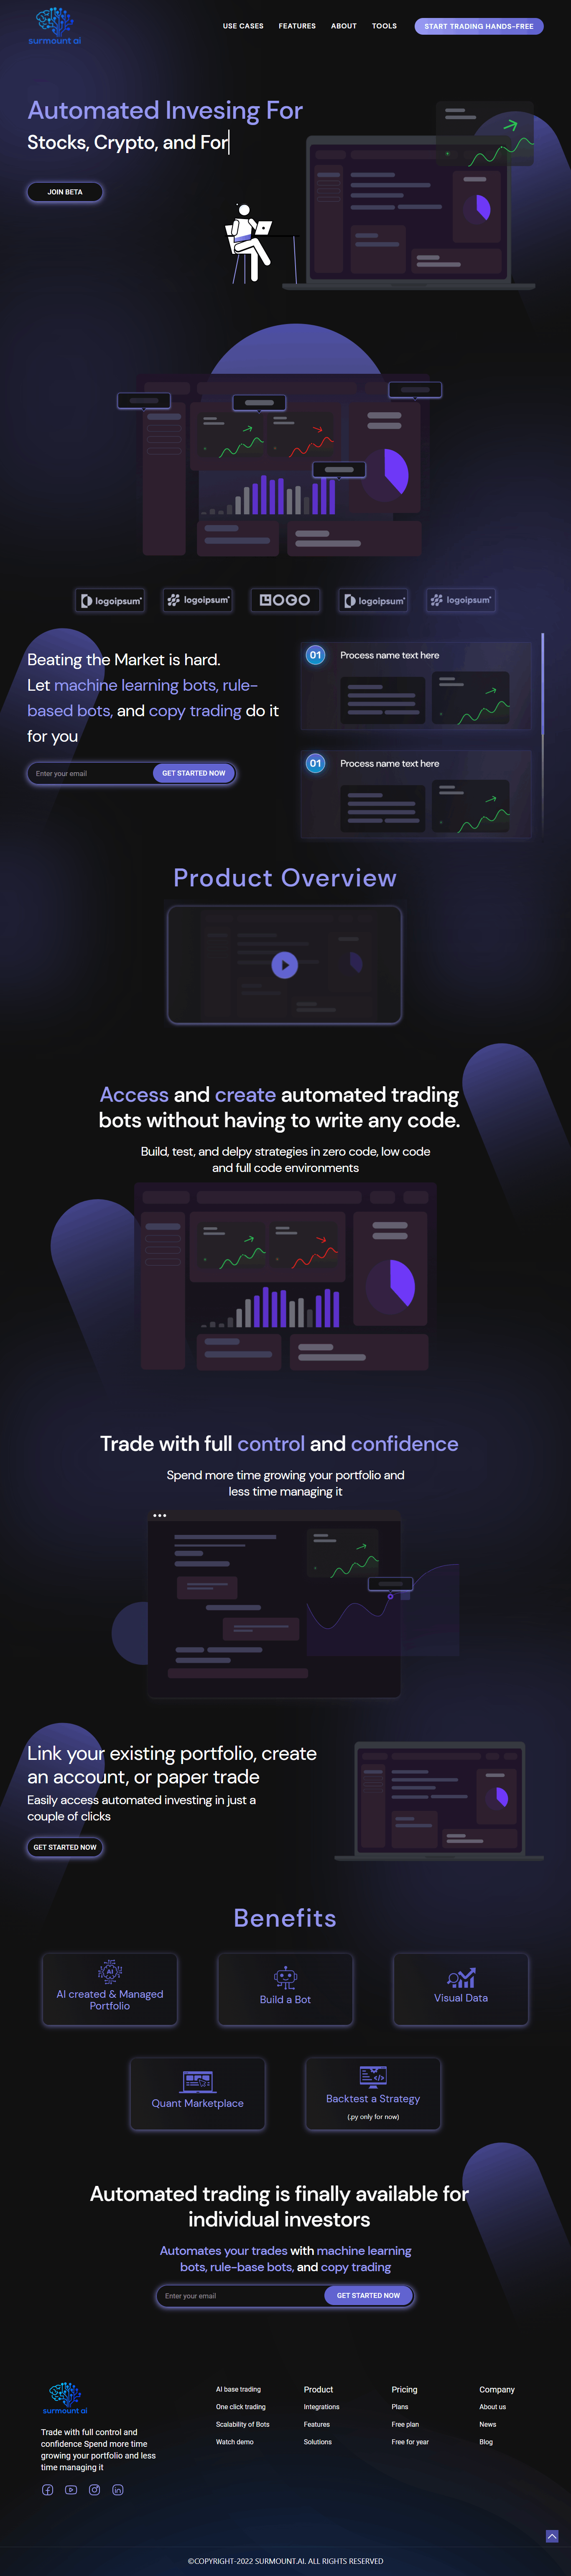 surmount ai
USE CASES
FEATURES
ABOUT
TOOLS
START TRADING HANDS-FREE
Automated Invesing For
Stocks, Crypto, and For
JOIN BETA
logoipsum
logoipsum
LOGO
logoipsum
logoipsum
Beating the Market is hard.
Let machine learning bots, rule-
based bots, and copy trading do it
for you
Enter your email
GET STARTED NOW
01
Process name text here
01
Process name text here
Product Overview
Access and create automated trading
bots without having to write any code.
Build, test, and delpy strategies in zero code, low code
and full code environments
Trade with full control and confidence
Spend more time growing your portfolio and
less time managing it
Link your existing portfolio, create
an account, or paper trade
Easily access automated investing in just a
couple of clicks
GET STARTED NOW
Benefits
AI
AI created & Managed
Portfolio
Build a Bot
Visual Data
Quant Marketplace
Backtest a Strategy
(.py only for now)
Automated trading is finally available for
individual investors
Automates your trades with machine learning
bots, rule-base bots, and copy trading
Enter your email
GET STARTED NOW
surmount ai
Trade with full control and
confidence Spend more time
growing your portfolio and less
time managing it
AI base trading
One click trading
Scalability of Bots
Watch demo
Product
Integrations
Features
Solutions
Pricing
Plans
Free plan
Free for year
Company
About us
News
Blog
©COPYRIGHT-2022 SURMOUNT.AI. ALL RIGHTS RESERVED